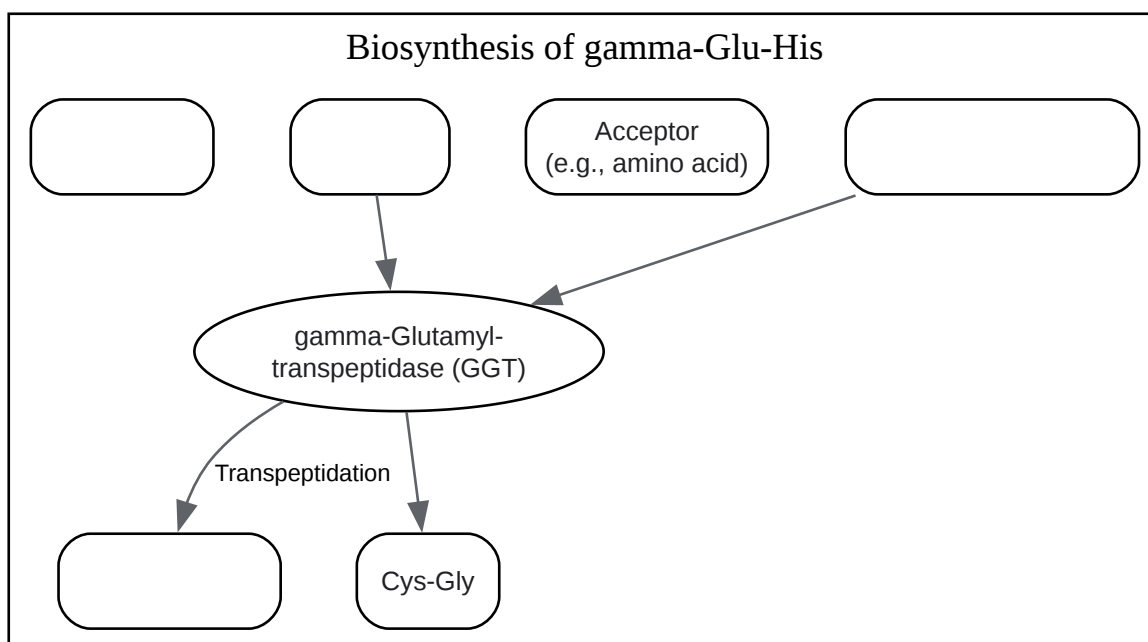 Biosynthesis of gamma-Glu-His
Acceptor
(e.g., amino acid)
gamma-Glutamyl-
transpeptidase (GGT)
Transpeptidation
Cys-Gly